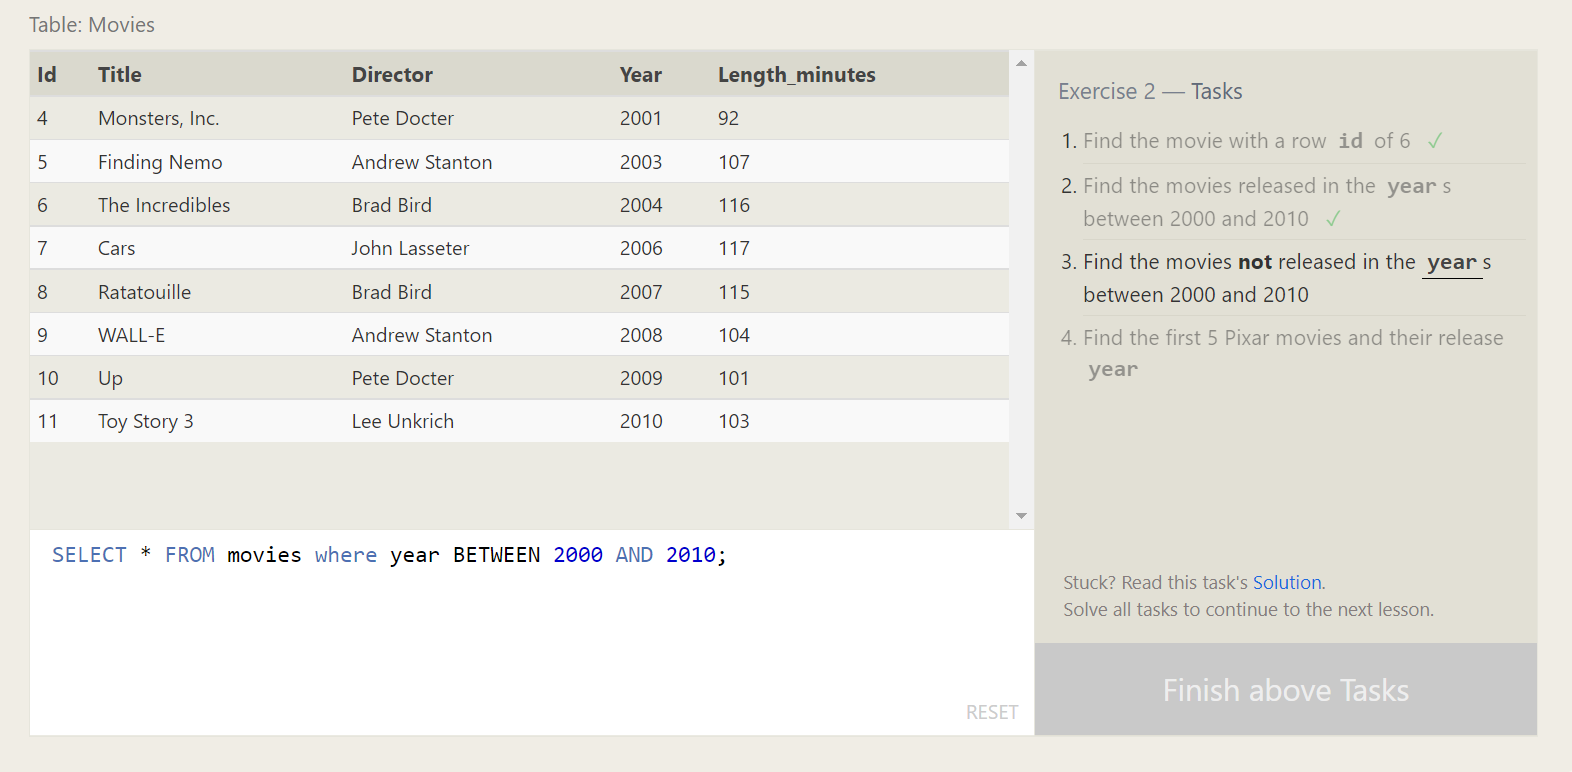 Table: Movies
Id Title Director Year Length_minutes
4 Monsters, Inc. Pete Docter 2001 92
5 Finding Nemo Andrew Stanton 2003 107
6 The Incredibles Brad Bird 2004 116
7 Cars John Lasseter 2006 117
8 Ratatouille Brad Bird 2007 115
9 WALL-E Andrew Stanton 2008 104
10 Up Pete Docter 2009 101
11 Toy Story 3 Lee Unkrich 2010 103
SELECT * FROM movies where year BETWEEN 2000 AND 2010;
RESET
Exercise 2 — Tasks
1. Find the movie with a row id of 6 ✓
2. Find the movies released in the year s
between 2000 and 2010 ✓
3. Find the movies not released in the year s
between 2000 and 2010
4. Find the first 5 Pixar movies and their release
year
Stuck? Read this task's Solution.
Solve all tasks to continue to the next lesson.
Finish above Tasks